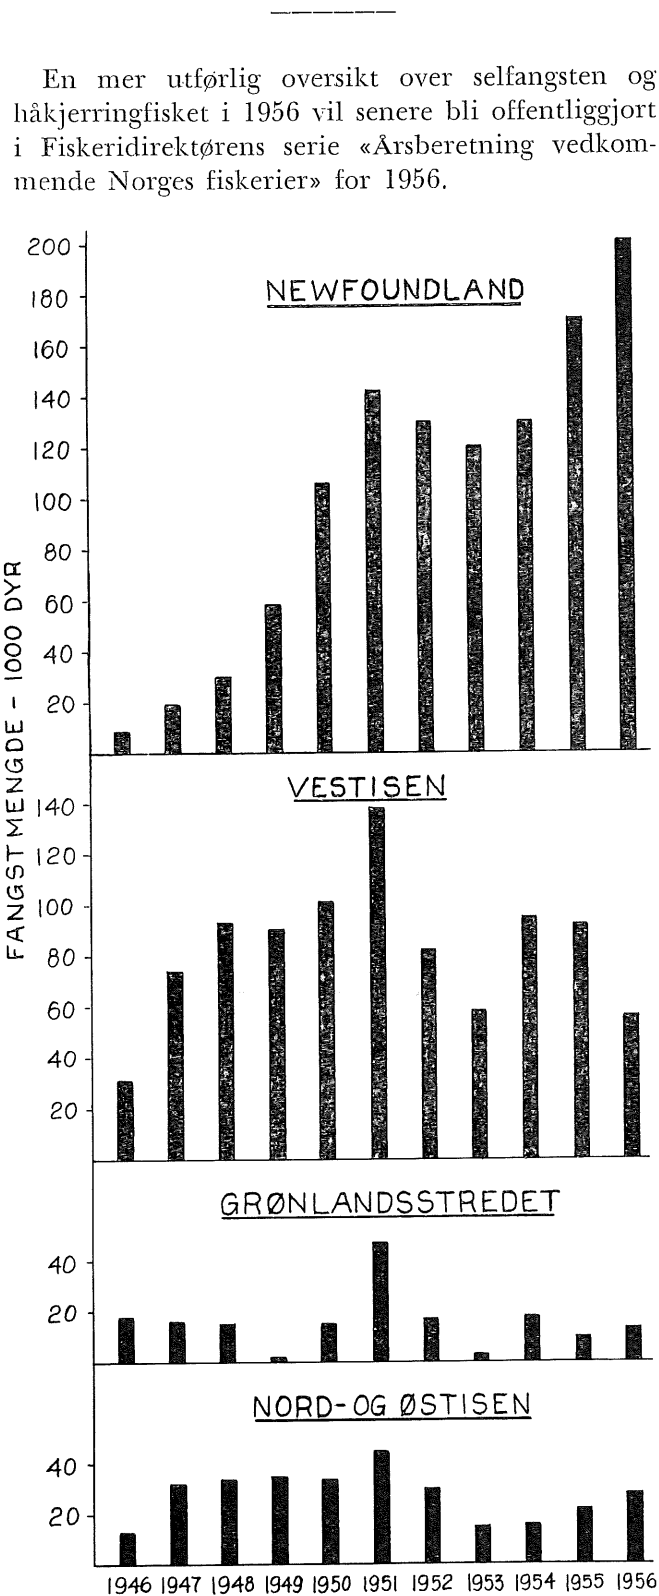 En mer utførlig oversikt over selfangsten og
håkjerringfisket i 1956 vil senere bli offentliggjort
i Fiskeridirektørens serie «Årsberetning vedkom-
mende Norges fiskerier» for 1956.
FANGSTMENGDE – 1000 DYR
NEWFOUNDLAND
200
180
160
140
120
100
80
60
40
20
VESTISEN
140
120
100
80
60
40
20
GRØNLANDSSTREDET
40
20
NORD-OG ØSTISEN
40
20
1946 1947 1948 1949 1950 1951 1952 1953 1954 1955 1956